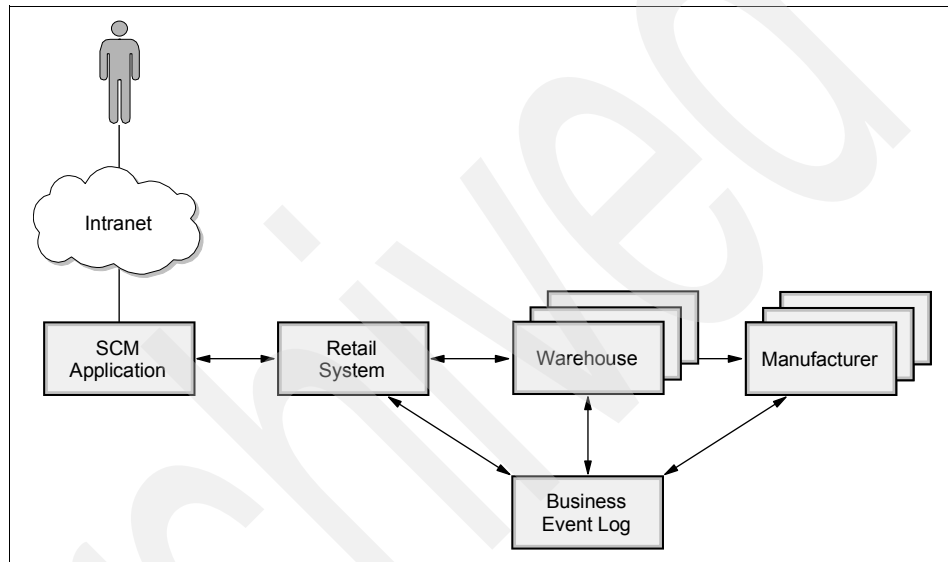 Intranet
SCM
Application
Retail
System
Warehouse
Manufacturer
Business
Event Log